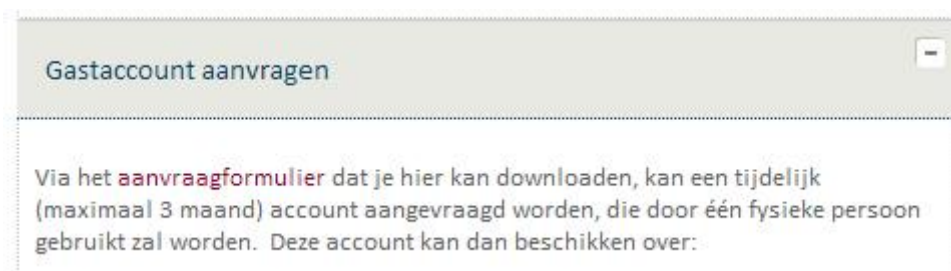 Gastaccount aanvragen
Via het aanvraagformulier dat je hier kan downloaden, kan een tijdelijk
(maximaal 3 maand) account aangevraagd worden, die door één fysieke persoon
gebruikt zal worden.  Deze account kan dan beschikken over: